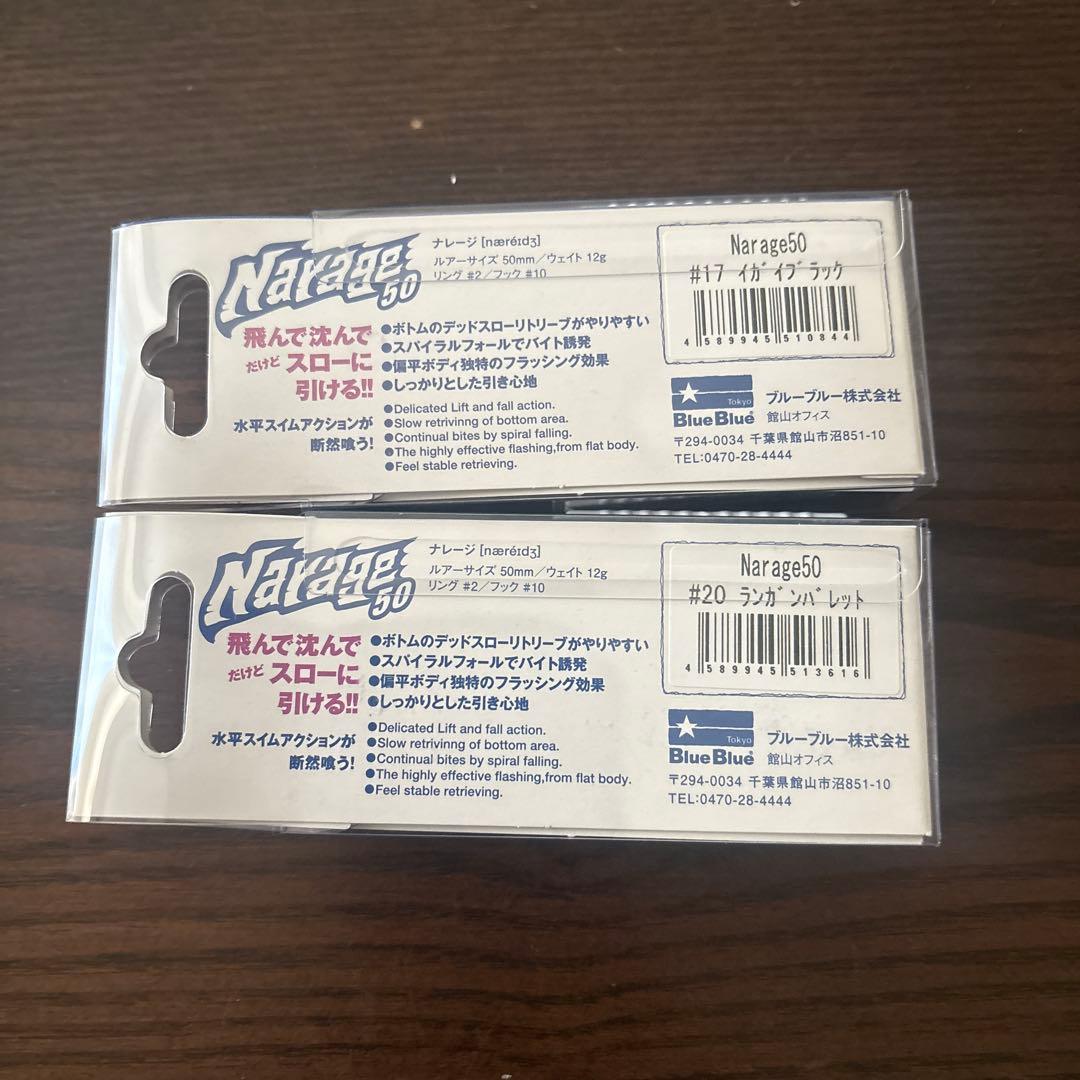 Narage
50
ナレージ [næréɪdʒ]
ルアーサイズ 50mm/ウェイト 12g
リング #2/フック #10
飛んで沈んで
だけど スローに
引ける!!
水平スイムアクションが
断然喰う!
●ボトムのデッドスローリトリーブがやりやすい
●スパイラルフォールでバイト誘発
●偏平ボディ独特のフラッシング効果
●しっかりとした引き心地
●Delicated Lift and fall action.
●Slow retrivning of bottom area.
●Continual bites by spiral falling.
●The highly effective flashing,from flat body.
●Feel stable retrieving.
Narage50
#17 イガイブラック
4 589945 510844
Tokyo
BlueBlue
ブルーブルー株式会社
館山オフィス
〒294-0034 千葉県館山市沼851-10
TEL:0470-28-4444
Narage
50
ナレージ [næréɪdʒ]
ルアーサイズ 50mm/ウェイト 12g
リング #2/フック #10
飛んで沈んで
だけど スローに
引ける!!
水平スイムアクションが
断然喰う!
●ボトムのデッドスローリトリーブがやりやすい
●スパイラルフォールでバイト誘発
●偏平ボディ独特のフラッシング効果
●しっかりとした引き心地
●Delicated Lift and fall action.
●Slow retrivning of bottom area.
●Continual bites by spiral falling.
●The highly effective flashing,from flat body.
●Feel stable retrieving.
Narage50
#20 ランガンバレット
4 589945 513616
Tokyo
BlueBlue
ブルーブルー株式会社
館山オフィス
〒294-0034 千葉県館山市沼851-10
TEL:0470-28-4444